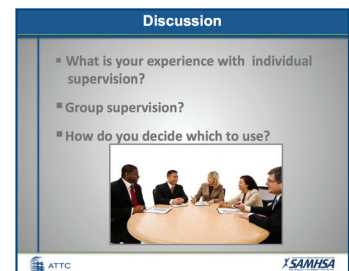 Discussion
▪ What is your experience with individual
supervision?
▪ Group supervision?
▪ How do you decide which to use?
ATTC
SAMHSA